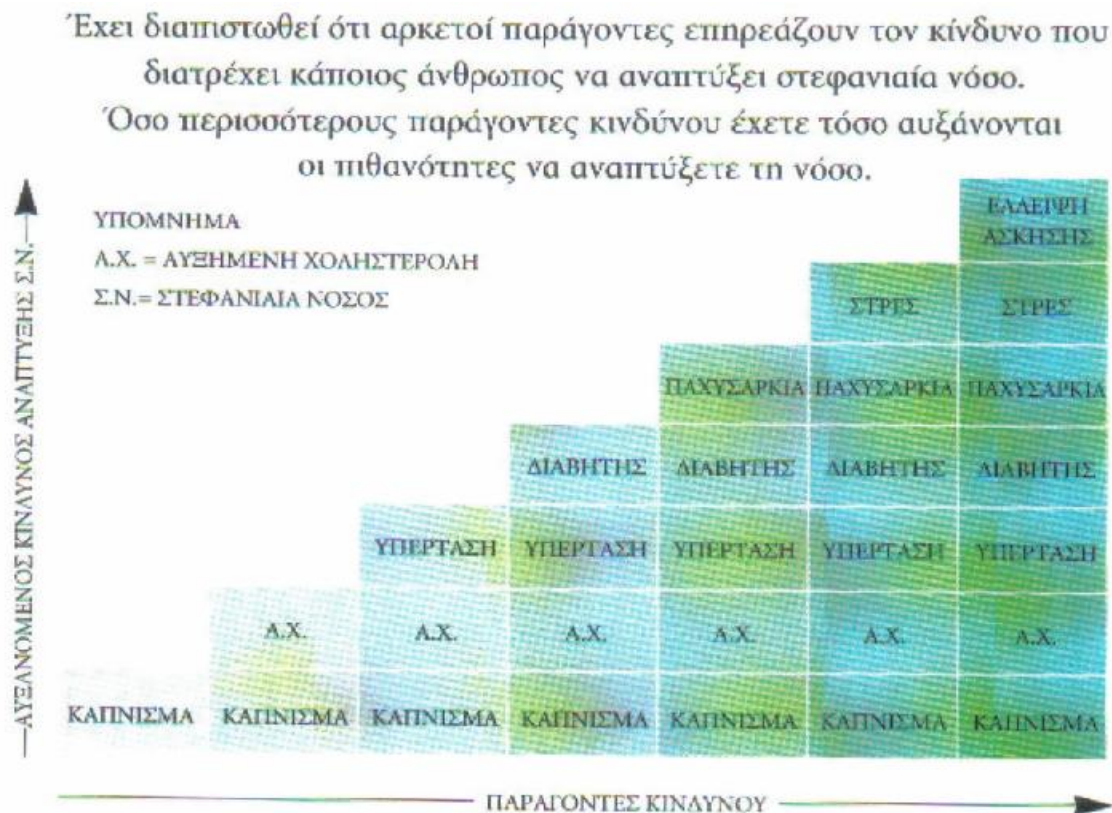 Έχει διαπιστωθεί ότι αρκετοί παράγοντες επηρεάζουν τον κίνδυνο που
διατρέχει κάποιος άνθρωπος να αναπτύξει στεφανιαία νόσο.
Όσο περισσότερους παράγοντες κινδύνου έχετε τόσο αυξάνονται
οι πιθανότητες να αναπτύξετε τη νόσο.
ΥΠΟΜΝΗΜΑ
Α.Χ. = ΑΥΞΗΜΕΝΗ ΧΟΛΗΣΤΕΡΟΛΗ
Σ.Ν.= ΣΤΕΦΑΝΙΑΙΑ ΝΟΣΟΣ
ΑΥΞΑΝΟΜΕΝΟΣ ΚΙΝΔΥΝΟΣ ΑΝΑΠΤΥΞΗΣ Σ.Ν.
ΕΛΛΕΙΨΗ
ΑΣΚΗΣΗΣ
ΣΤΡΕΣ ΣΤΡΕΣ
ΠΑΧΥΣΑΡΚΙΑ ΠΑΧΥΣΑΡΚΙΑ ΠΑΧΥΣΑΡΚΙΑ
ΔΙΑΒΗΤΗΣ ΔΙΑΒΗΤΗΣ ΔΙΑΒΗΤΗΣ ΔΙΑΒΗΤΗΣ
ΥΠΕΡΤΑΣΗ ΥΠΕΡΤΑΣΗ ΥΠΕΡΤΑΣΗ ΥΠΕΡΤΑΣΗ ΥΠΕΡΤΑΣΗ
Α.Χ. Α.Χ. Α.Χ. Α.Χ. Α.Χ. Α.Χ.
ΚΑΠΝΙΣΜΑ ΚΑΠΝΙΣΜΑ ΚΑΠΝΙΣΜΑ ΚΑΠΝΙΣΜΑ ΚΑΠΝΙΣΜΑ ΚΑΠΝΙΣΜΑ ΚΑΠΝΙΣΜΑ
ΠΑΡΑΓΟΝΤΕΣ ΚΙΝΔΥΝΟΥ